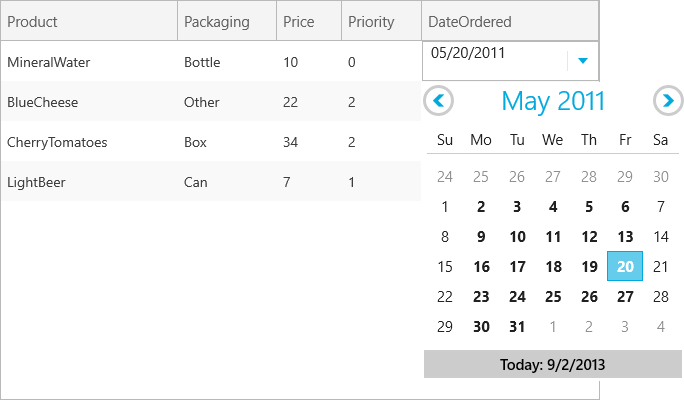 Product Packaging Price Priority DateOrdered
MineralWater Bottle 10 0 05/20/2011
BlueCheese Other 22 2
CherryTomatoes Box 34 2
LightBeer Can 7 1
May 2011
Su Mo Tu We Th Fr Sa
24 25 26 27 28 29 30
1 2 3 4 5 6 7
8 9 10 11 12 13 14
15 16 17 18 19 20 21
22 23 24 25 26 27 28
29 30 31 1 2 3 4
Today: 9/2/2013